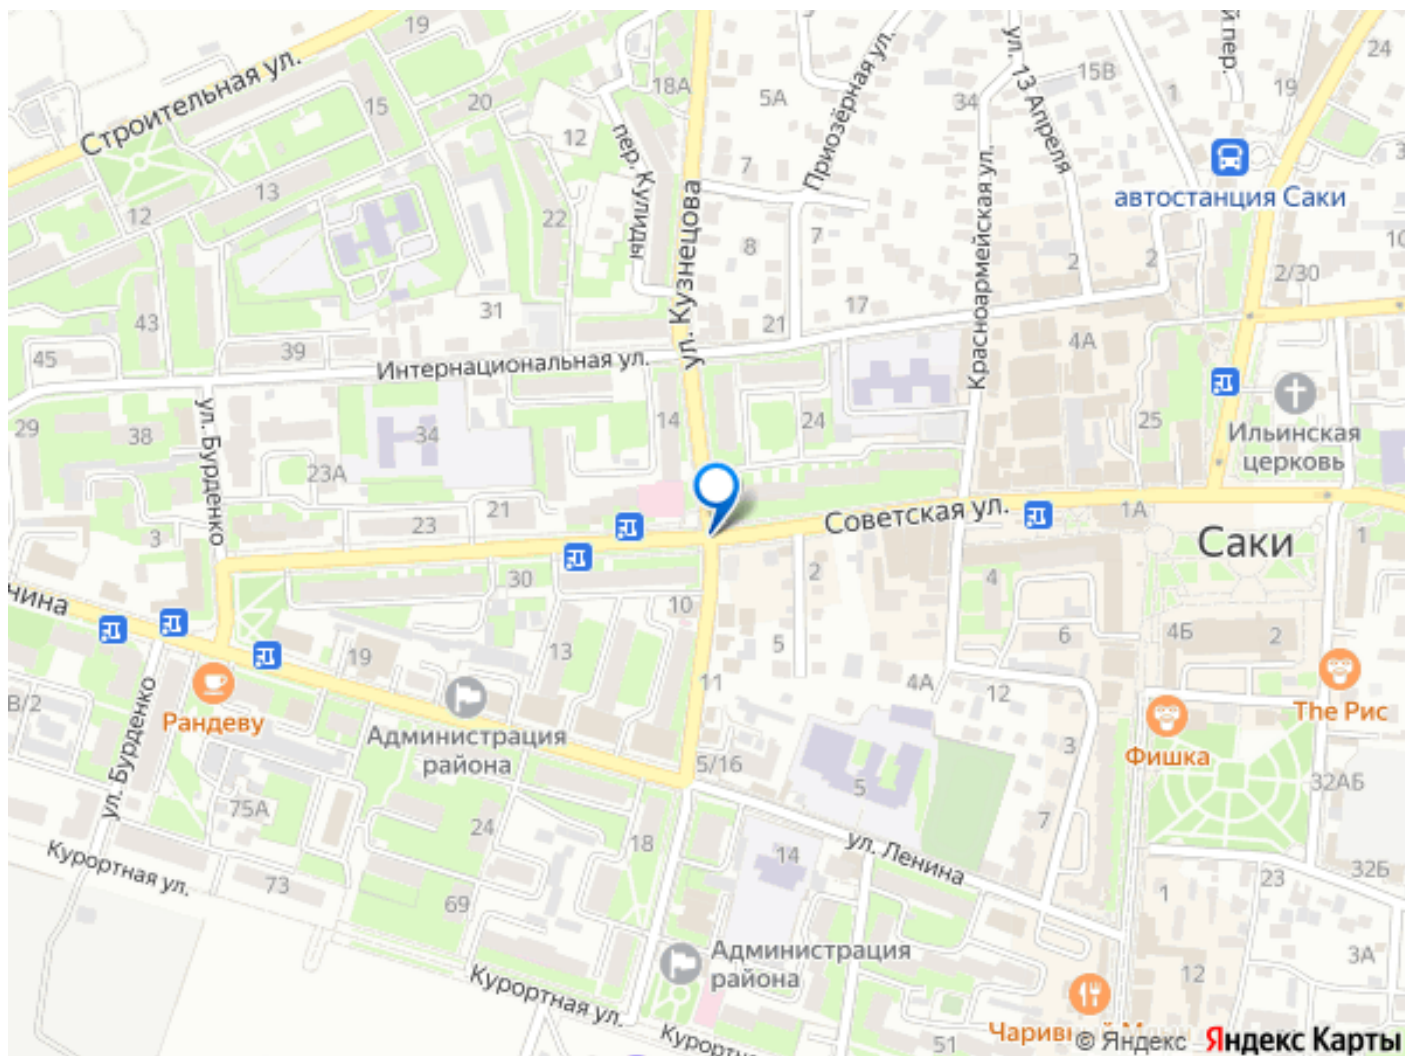 19
24
й пер.
Строительная ул.
18А
15В
20
15
5А
34
1
19
ул. 13 Апреля
Приозёрная ул.
12
пер. Кулиды
7
Красноармейская ул.
13
автостанция Саки
12
22
ул. Кузнецова
7
8
10
2
2
2/30
31
17
43
21
39
4А
45
Интернациональная ул.
ул. Бурденко
14
24
25
29
38
34
Ильинская
церковь
23А
21
1А
23
Советская ул.
3
Саки
1
30
2
4
нина
10
4Б
2
6
5
13
19
11
4А
12
В/2
Рандеву
The Рис
Администрация
района
ул. Бурденко
3
Фишка
5/16
5
32АБ
75А
24
18
7
ул. Ленина
14
Курортная ул.
73
23
32Б
69
1
Администрация
района
3А
Курортная ул.
12
Курортная
51
© Яндекс
Яндекс Карты